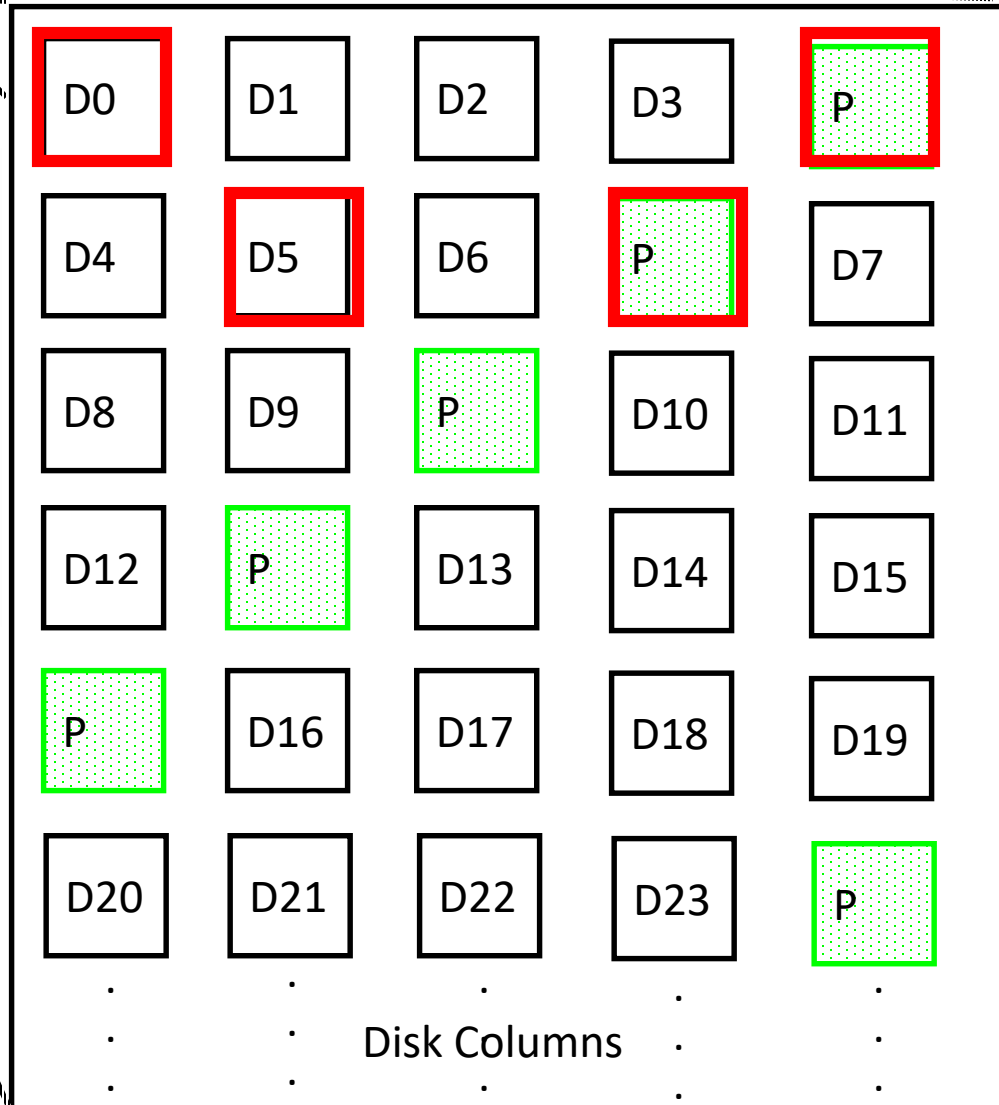 D0 D1 D2 D3 P
D4 D5 D6 P D7
D8 D9 P D10 D11
D12 P D13 D14 D15
P D16 D17 D18 D19
D20 D21 D22 D23 P
Disk Columns